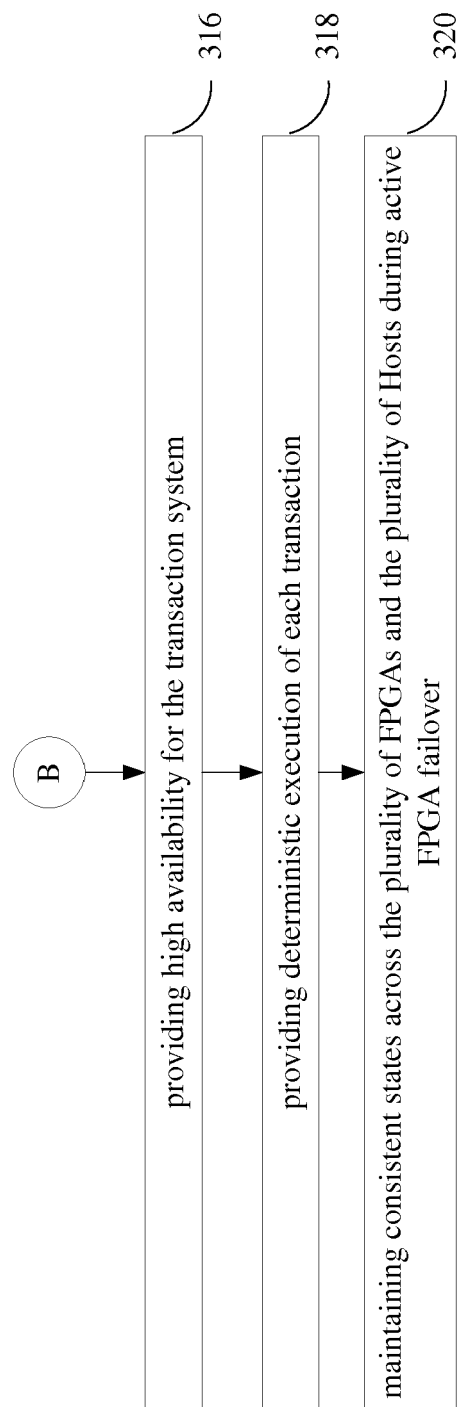 B
providing high availability for the transaction system
316
providing deterministic execution of each transaction
318
maintaining consistent states across the plurality of FPGAs and the plurality of Hosts during active
FPGA failover
320